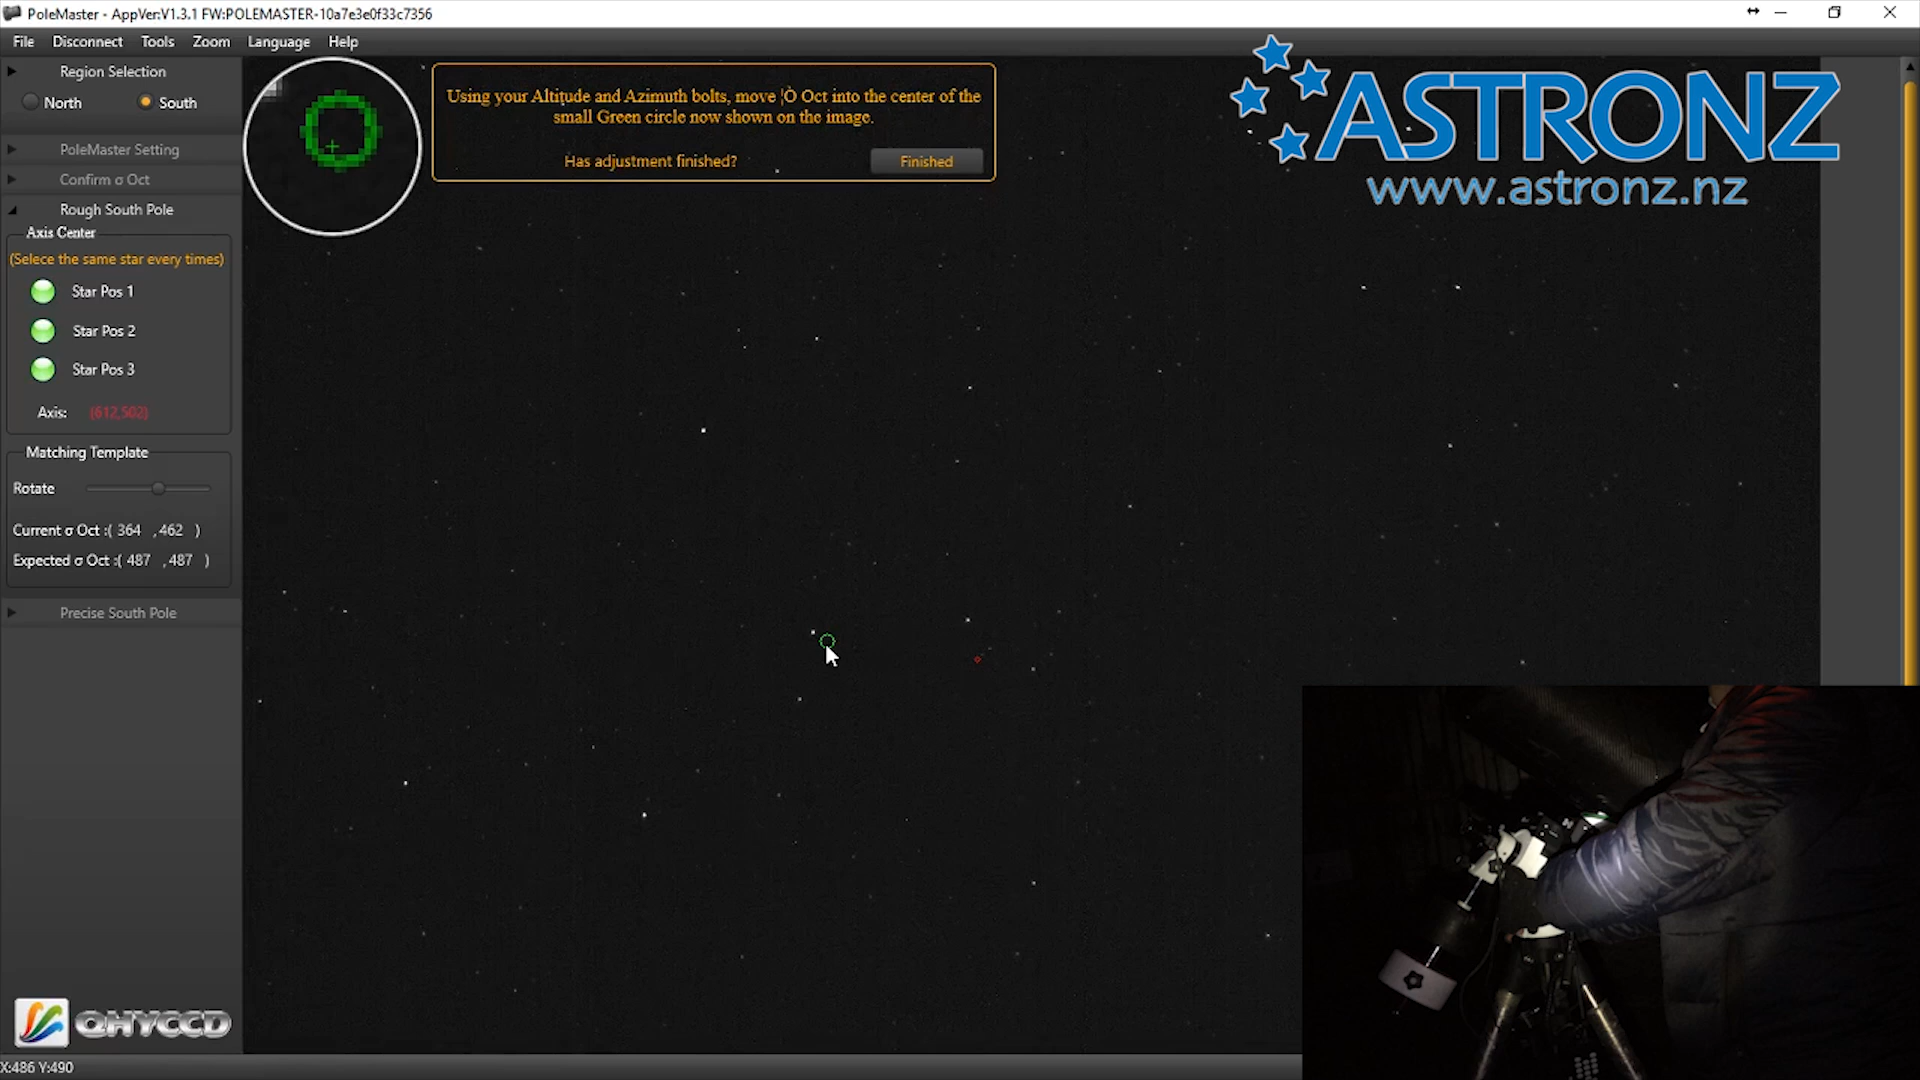 PoleMaster - AppVer:V1.3.1 FW:POLEMASTER-10a7e3e0f33c7356
File Disconnect Tools Zoom Language Help
Region Selection
North South
PoleMaster Setting
Confirm σ Oct
Rough South Pole
Axis Center
(Selece the same star every times)
Star Pos 1
Star Pos 2
Star Pos 3
Axis: (612,502)
Matching Template
Rotate
Current σ Oct :( 364 ,462 )
Expected σ Oct :( 487 ,487 )
Precise South Pole
QHYCCD
X:486 Y:490
Using your Altitude and Azimuth bolts, move ¦Ò Oct into the center of the
small Green circle now shown on the image.
Has adjustment finished? Finished
ASTRONZ
www.astronz.nz